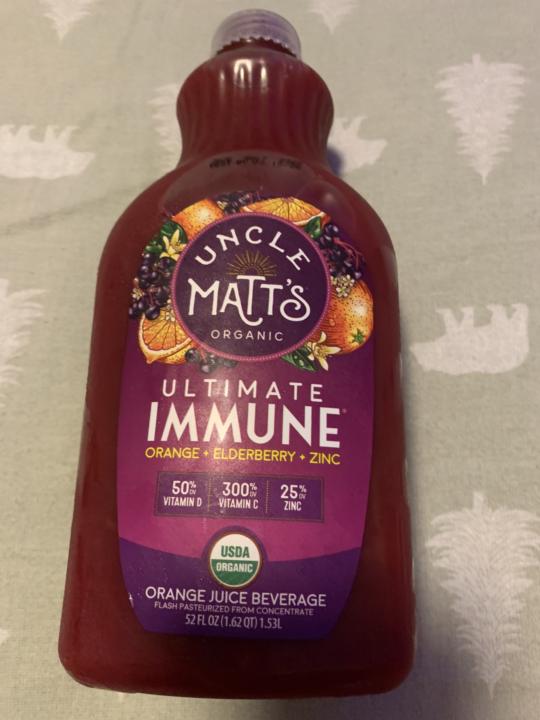 UNCLE
MATT'S
ORGANIC
ULTIMATE
IMMUNE®
ORANGE + ELDERBERRY + ZINC
50% DV VITAMIN D
300% DV VITAMIN C
25% DV ZINC
USDA
ORGANIC
ORANGE JUICE BEVERAGE
FLASH PASTEURIZED FROM CONCENTRATE
52 FL OZ (1.62 QT) 1.53L